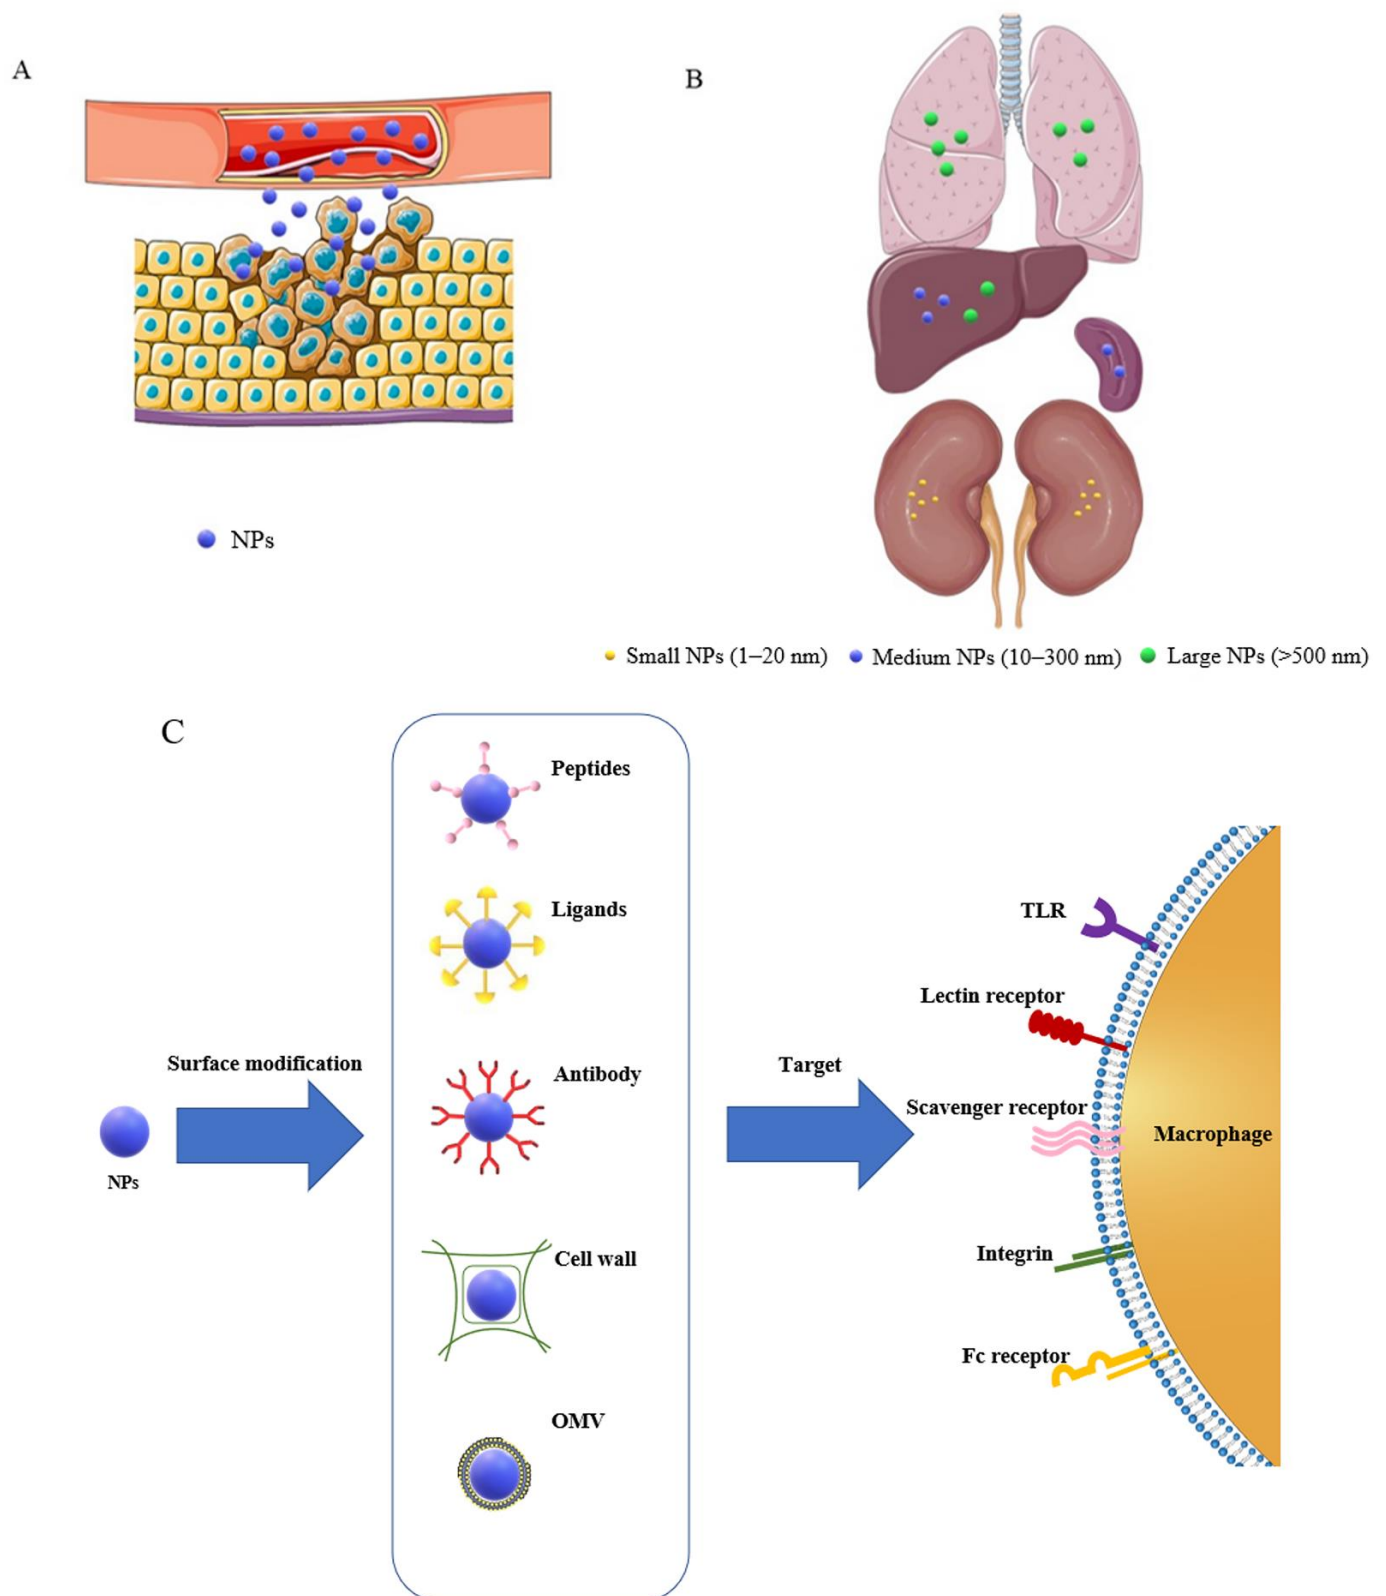 A
B
NPs
Small NPs (1–20 nm)
Medium NPs (10–300 nm)
Large NPs (>500 nm)
C
Peptides
Ligands
Antibody
Cell wall
OMV
Surface modification
NPs
Target
TLR
Lectin receptor
Scavenger receptor
Macrophage
Integrin
Fc receptor